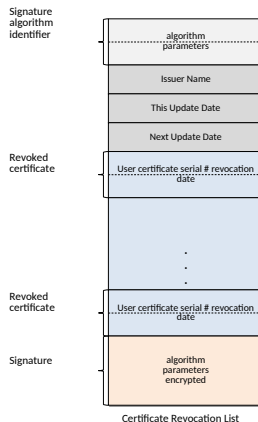 Signature
algorithm
identifier
algorithm
parameters
Issuer Name
This Update Date
Next Update Date
Revoked
certificate
User certificate serial # revocation
date
.
.
.
Revoked
certificate
User certificate serial # revocation
date
Signature
algorithm
parameters
encrypted
Certificate Revocation List